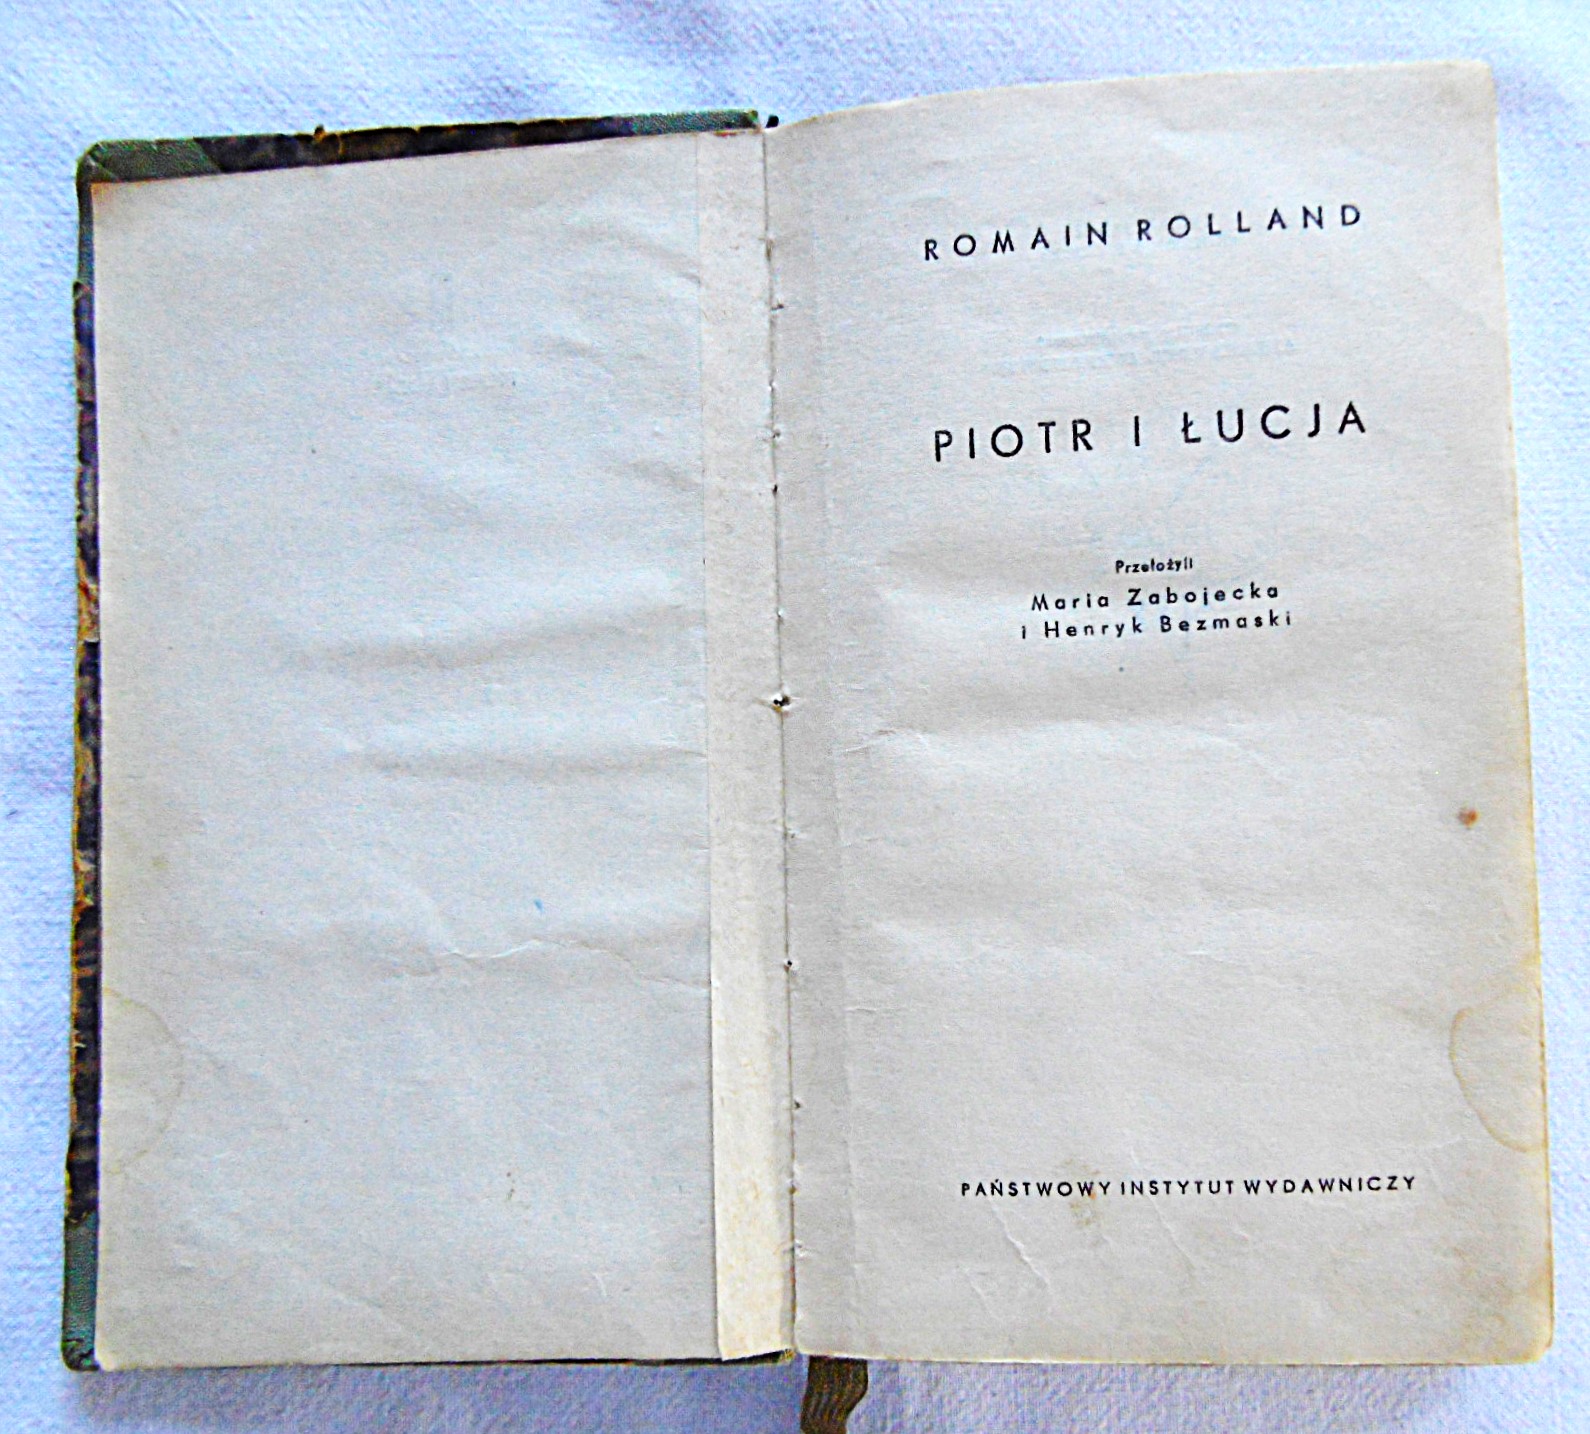 ROMAIN ROLLAND
PIOTR I ŁUCJA
Przełożyli
Maria Zabojecka
i Henryk Bezmaski
PAŃSTWOWY INSTYTUT WYDAWNICZY